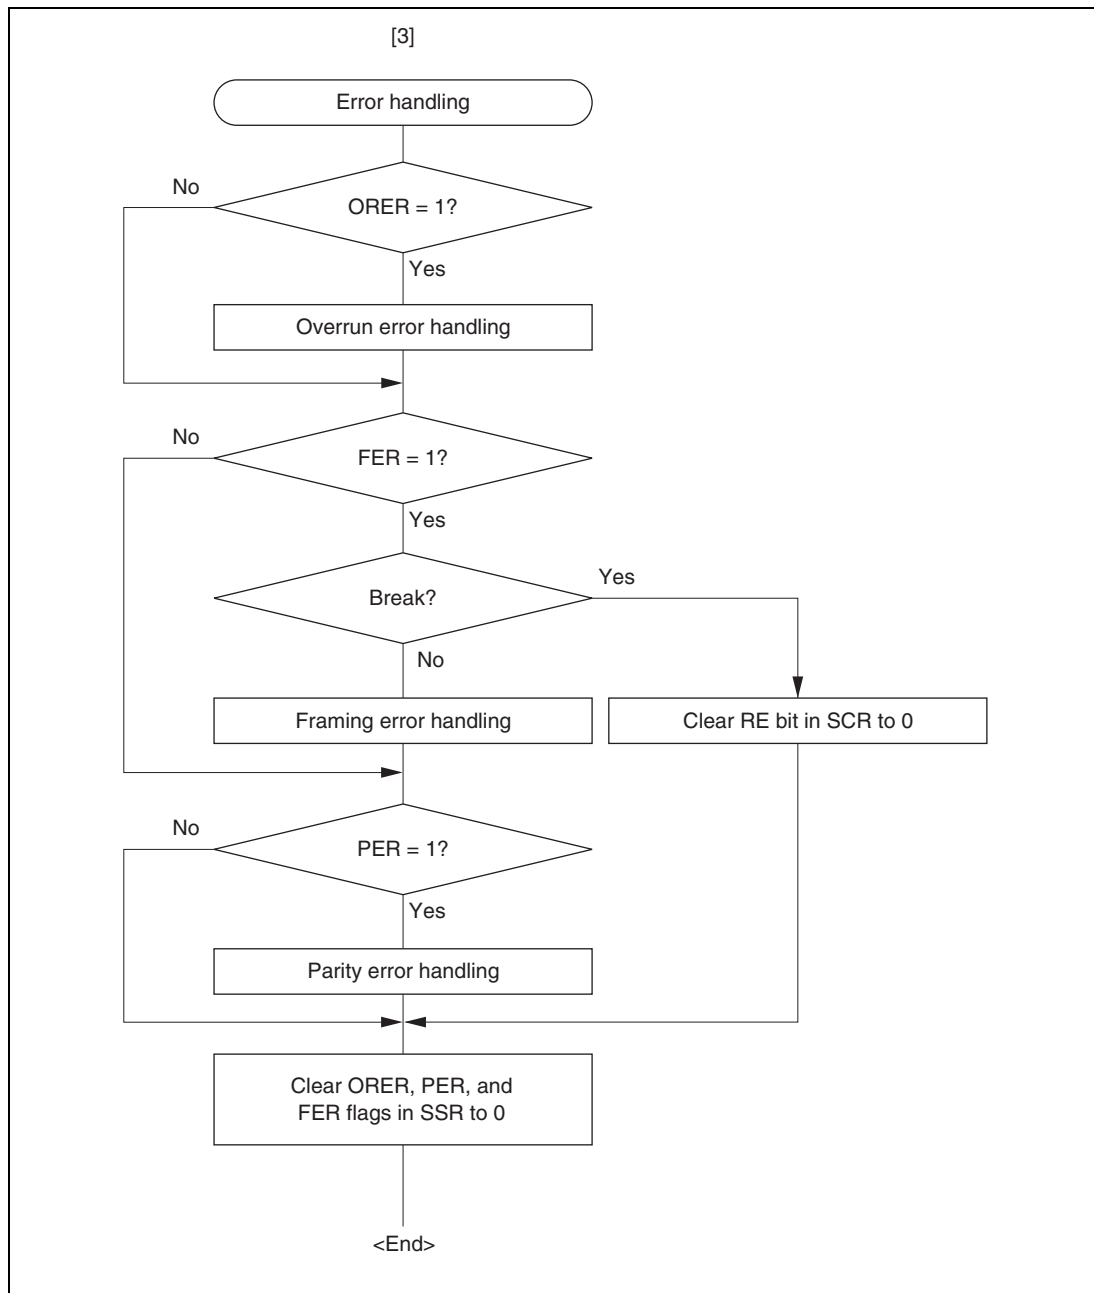 [3]
Error handling
No
ORER = 1?
Yes
Overrun error handling
No
FER = 1?
Yes
Break?
Yes
No
Framing error handling
Clear RE bit in SCR to 0
No
PER = 1?
Yes
Parity error handling
Clear ORER, PER, and
FER flags in SSR to 0
<End>